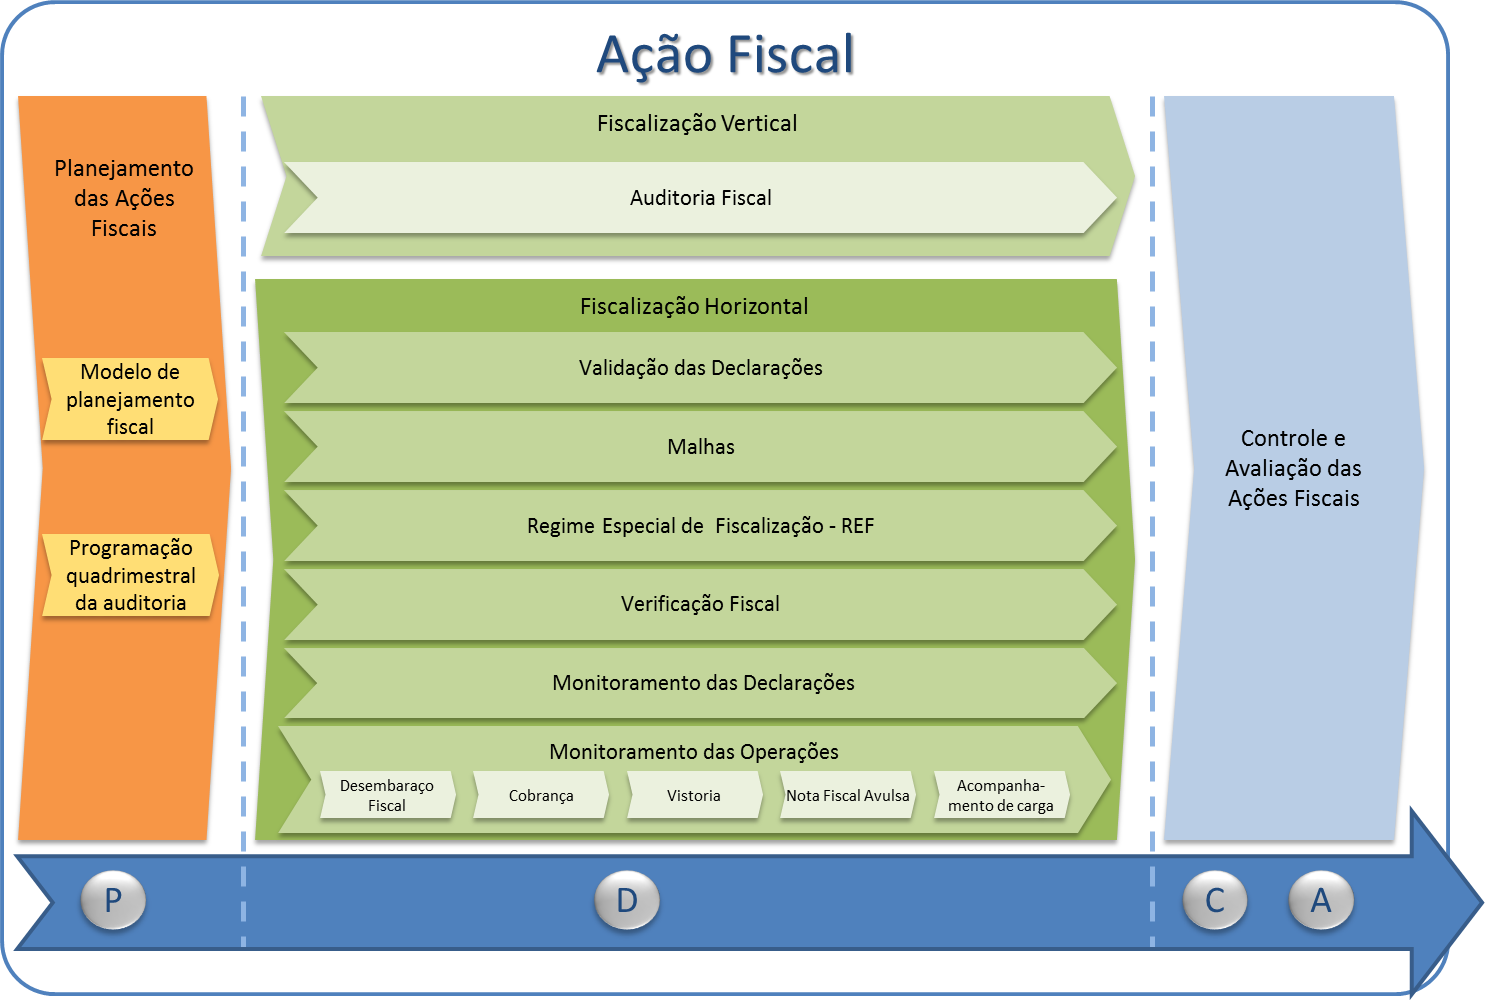 Ação Fiscal
Planejamento
das Ações
Fiscais
Modelo de
planejamento
fiscal
Programação
quadrimestral
da auditoria
Fiscalização Vertical
Auditoria Fiscal
Fiscalização Horizontal
Validação das Declarações
Malhas
Regime Especial de Fiscalização - REF
Verificação Fiscal
Monitoramento das Declarações
Monitoramento das Operações
Desembaraço
Fiscal
Cobrança
Vistoria
Nota Fiscal Avulsa
Acompanha-
mento de carga
Controle e
Avaliação das
Ações Fiscais
P
D
C
A